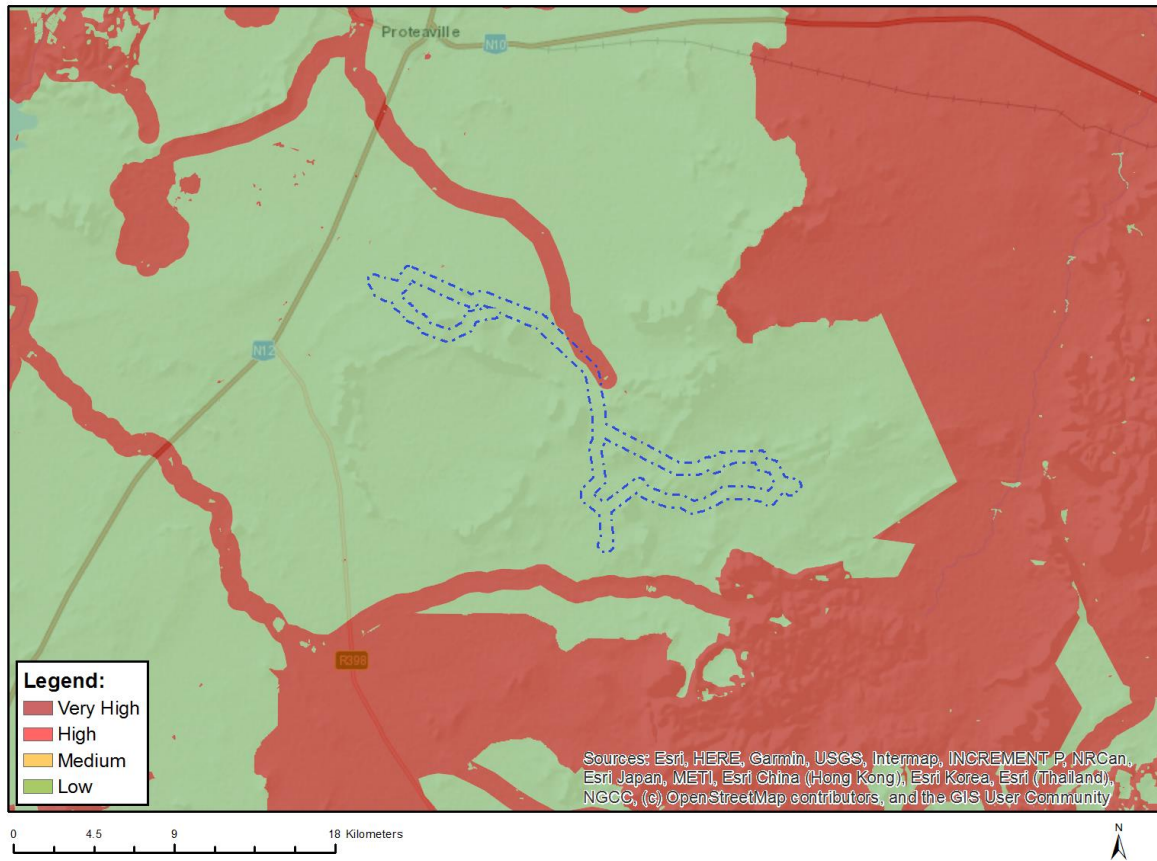 Proteaville
N10
N12
R398
Legend:
Very High
High
Medium
Low
Sources: Esri, HERE, Garmin, USGS, Intermap, INCREMENT P, NRCan,
Esri Japan, METI, Esri China (Hong Kong), Esri Korea, Esri (Thailand),
NGCC, (c) OpenStreetMap contributors, and the GIS User Community
0 4.5 9 18 Kilometers
N